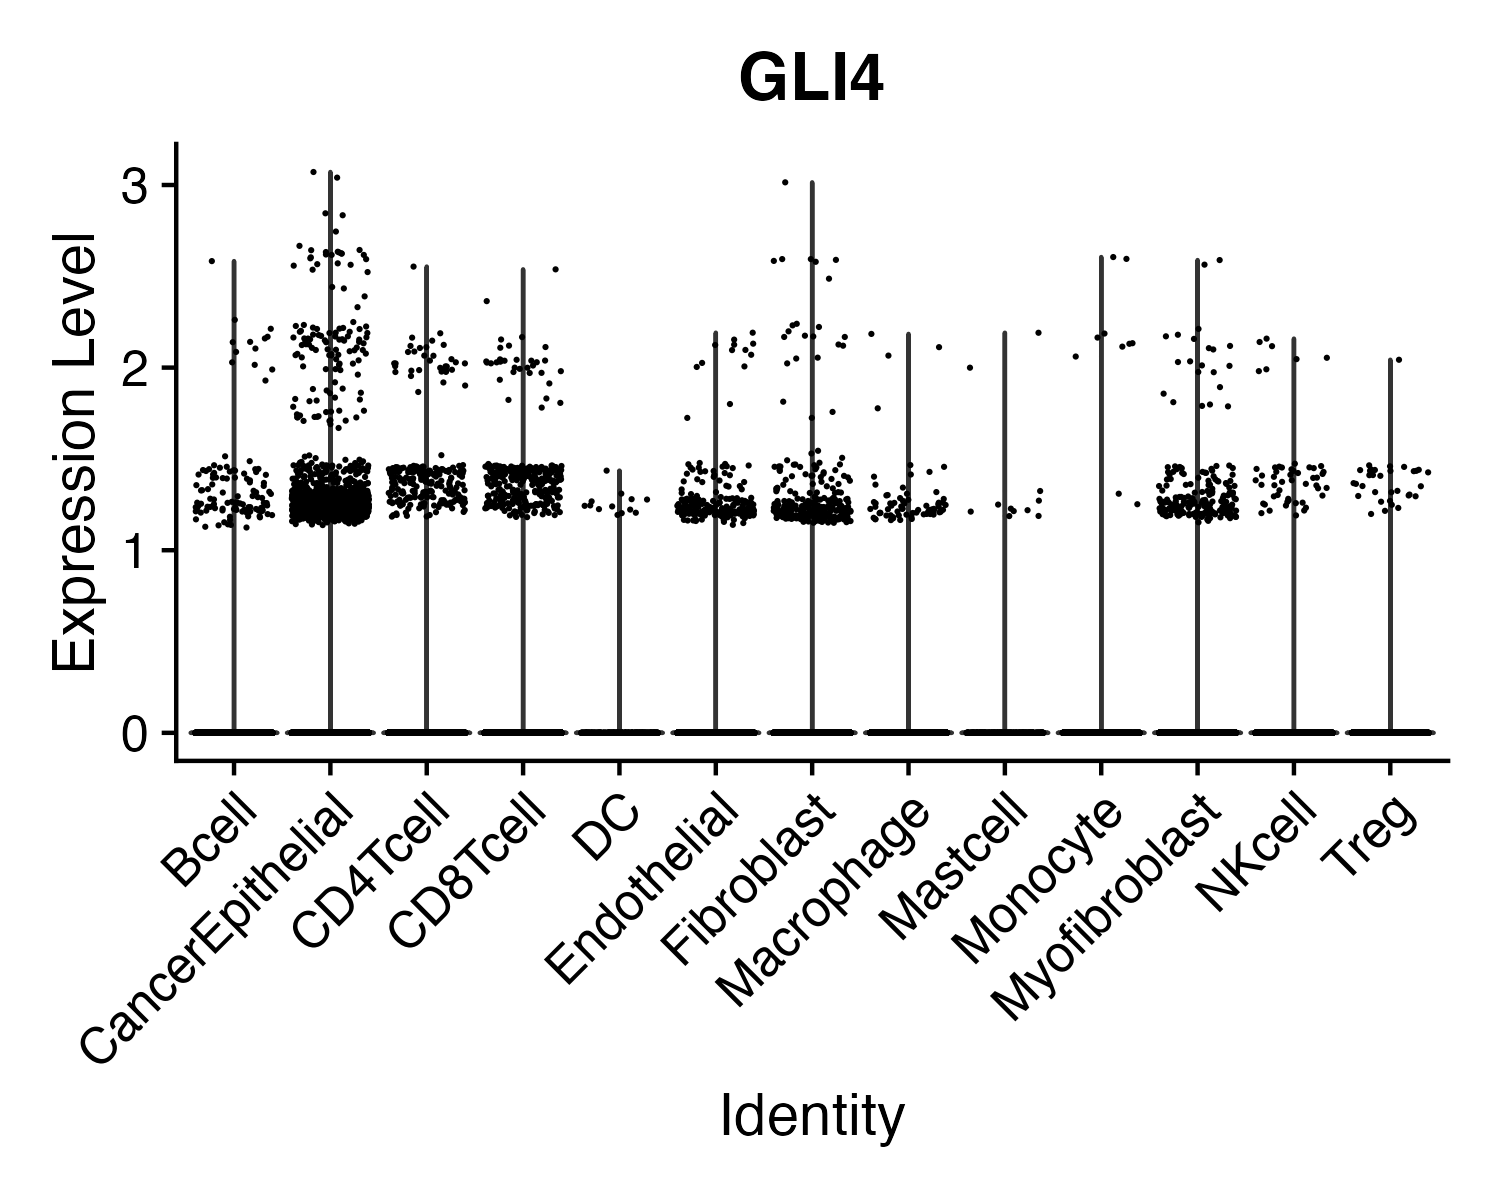 GLI4
Expression Level
3
2
1
0
Bcell
CancerEpithelial
CD4Tcell
CD8Tcell
DC
Endothelial
Fibroblast
Macrophage
Mastcell
Monocyte
Myofibroblast
NKcell
Treg
Identity